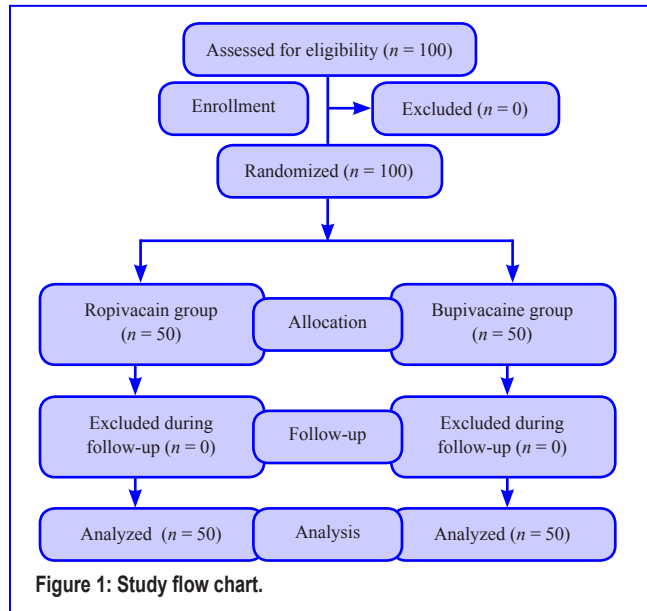 Assessed for eligibility (n = 100)
Enrollment
Excluded (n = 0)
Randomized (n = 100)
Ropivacain group
(n = 50)
Allocation
Bupivacaine group
(n = 50)
Excluded during
follow-up (n = 0)
Follow-up
Excluded during
follow-up (n = 0)
Analyzed (n = 50)
Analysis
Analyzed (n = 50)
Figure 1: Study flow chart.